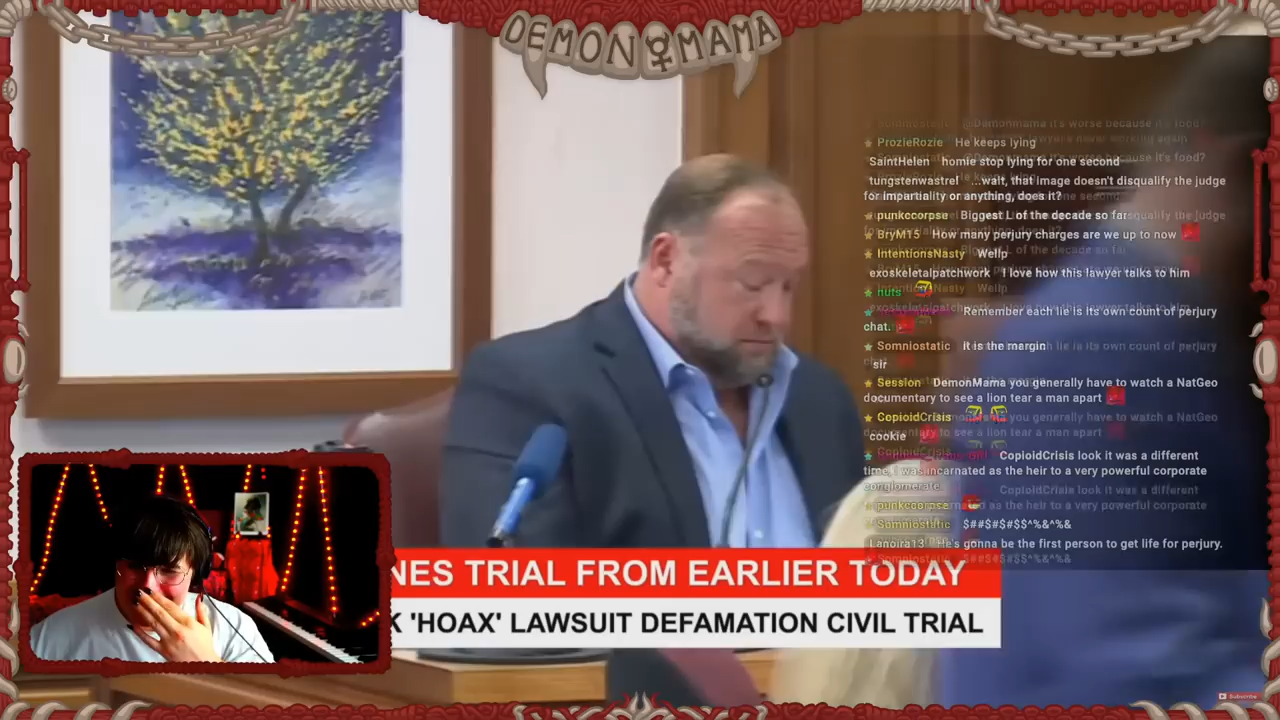 DEMON MAMA
ProzieRozie He keeps lying
SaintHelen homie stop lying for one second
tungstenwastrel ...wait, that image doesn't disqualify the judge
for impartiality or anything, does it?
punkcorpse Biggest L of the decade so far
BryM15 How many perjury charges are we up to now
IntentionsNasty Wellp
exoskeletalpatchwork I love how this lawyer talks to him
nuts
Remember each lie is its own count of perjury
chat.
Somniostatic it is the margin
sir
Session DemonMama you generally have to watch a NatGeo
documentary to see a lion tear a man apart
CopioidCrisis
cookie
CopioidCrisis look it was a different
time, I was incarnated as the heir to a very powerful corporate
conglomerate
punkcorpse
Somniostatic $##$#$#$$^%&^%&
Lanoira13 He's gonna be the first person to get life for perjury.
NES TRIAL FROM EARLIER TODAY
K 'HOAX' LAWSUIT DEFAMATION CIVIL TRIAL
Subscribe